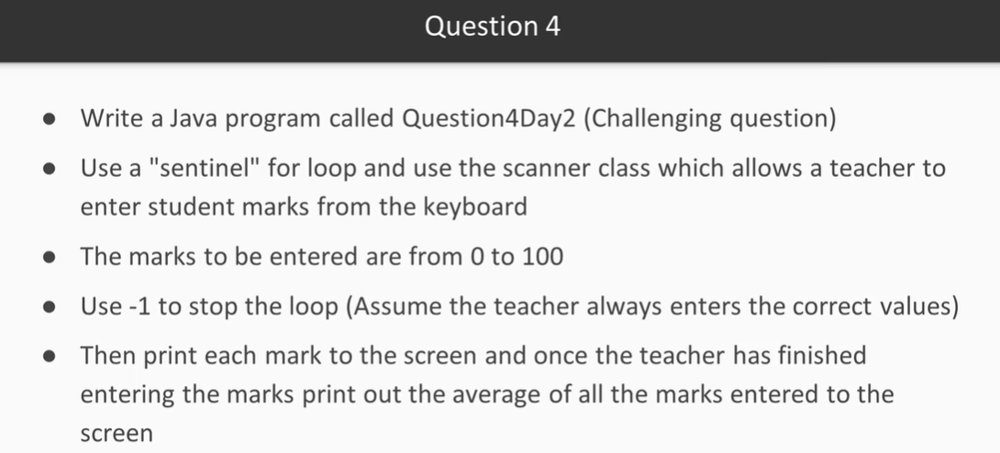 Question 4
● Write a Java program called Question4Day2 (Challenging question)
● Use a "sentinel" for loop and use the scanner class which allows a teacher to
enter student marks from the keyboard
● The marks to be entered are from 0 to 100
● Use -1 to stop the loop (Assume the teacher always enters the correct values)
● Then print each mark to the screen and once the teacher has finished
entering the marks print out the average of all the marks entered to the
screen